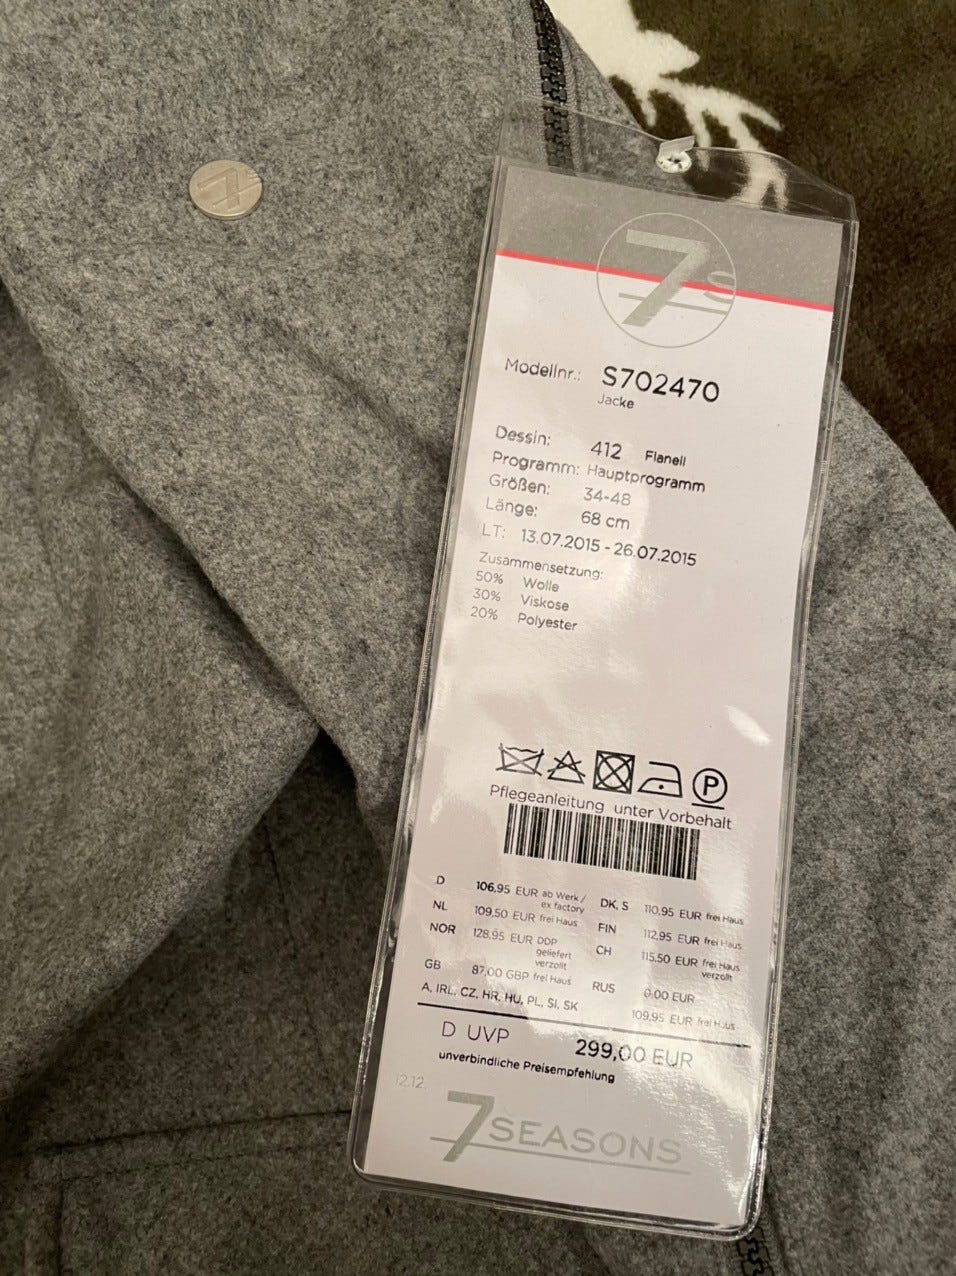 7
7s
Modellnr.: S702470
Jacke
Dessin: 412 Flanell
Programm: Hauptprogramm
Größen: 34-48
Länge: 68 cm
LT: 13.07.2015 - 26.07.2015
Zusammensetzung:
50% Wolle
30% Viskose
20% Polyester
P
Pflegeanleitung unter Vorbehalt
D 106,95 EUR ab Werk / ex factory
NL 109,50 EUR frei Haus
NOR 128,95 EUR DDP geliefert verzollt
GB 87,00 GBP frei Haus
DK, S 110,95 EUR frei Haus
FIN 112,95 EUR frei Haus
CH 115,50 EUR frei Haus verzollt
RUS 0,00 EUR
A, IRL, CZ, HR, HU, PL, SI, SK 109,95 EUR frei Haus
D UVP 299,00 EUR
unverbindliche Preisempfehlung
12.12.
7SEASONS